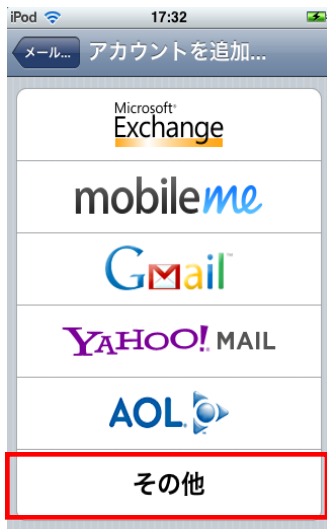 iPod 17:32
メール... アカウントを追加...
Microsoft®
Exchange
mobileme
Gmail™
YAHOO! MAIL
AOL
その他